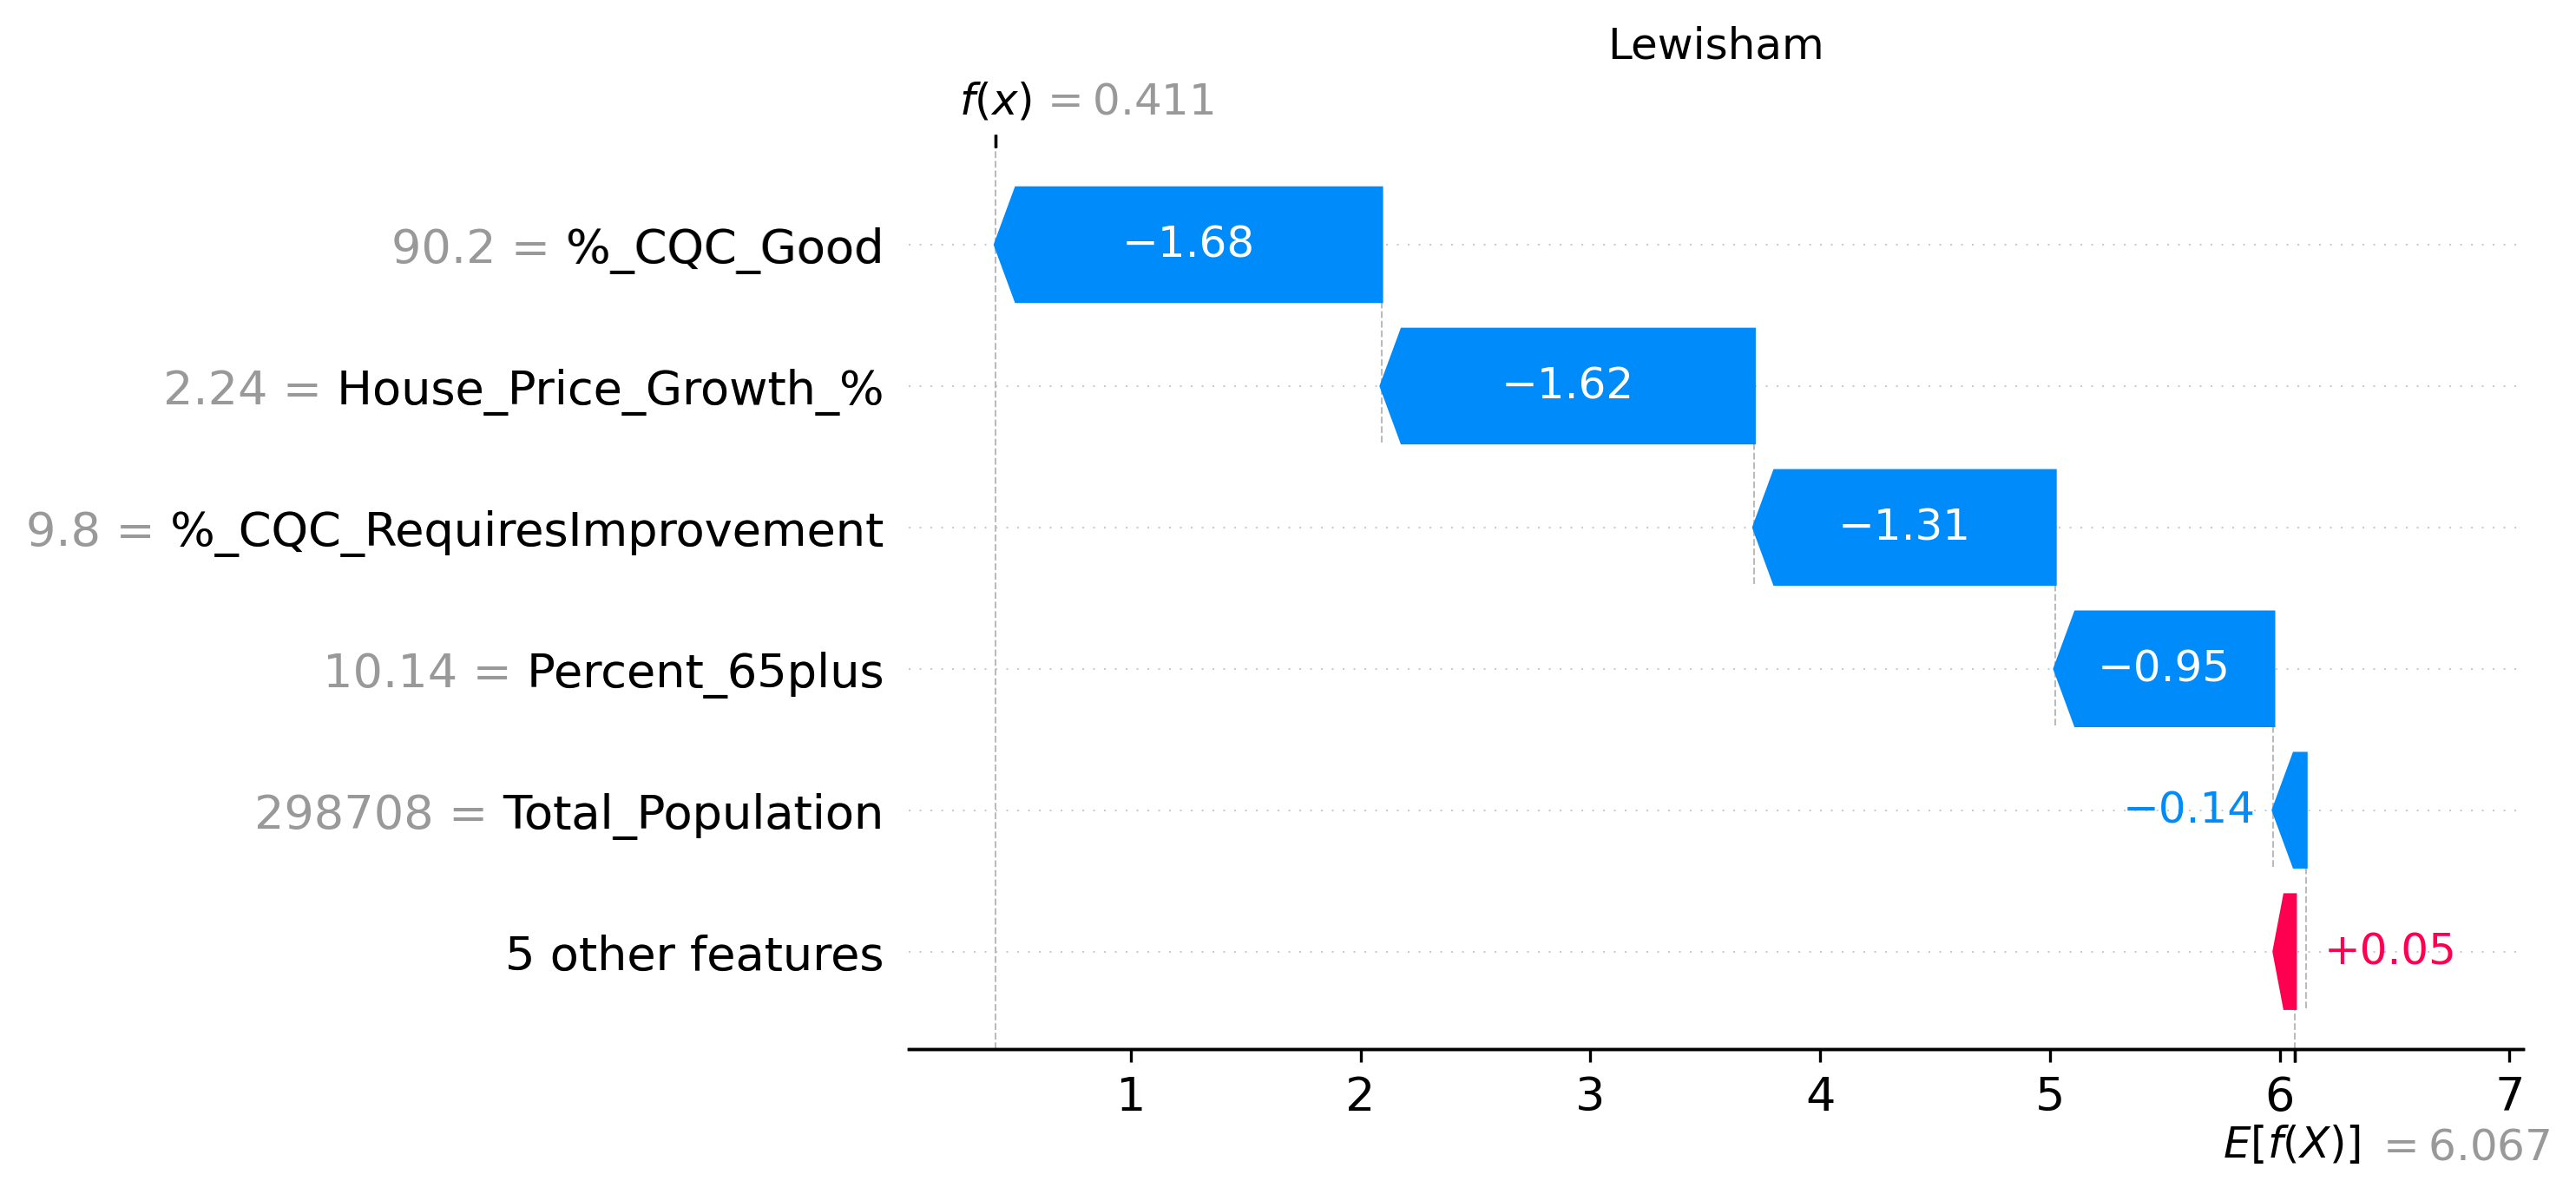 Lewisham
f(x) = 0.411
90.2 = %_CQC_Good
−1.68
2.24 = House_Price_Growth_%
−1.62
9.8 = %_CQC_RequiresImprovement
−1.31
10.14 = Percent_65plus
−0.95
298708 = Total_Population
−0.14
5 other features
+0.05
1 2 3 4 5 6 7
E[f(X)] = 6.067